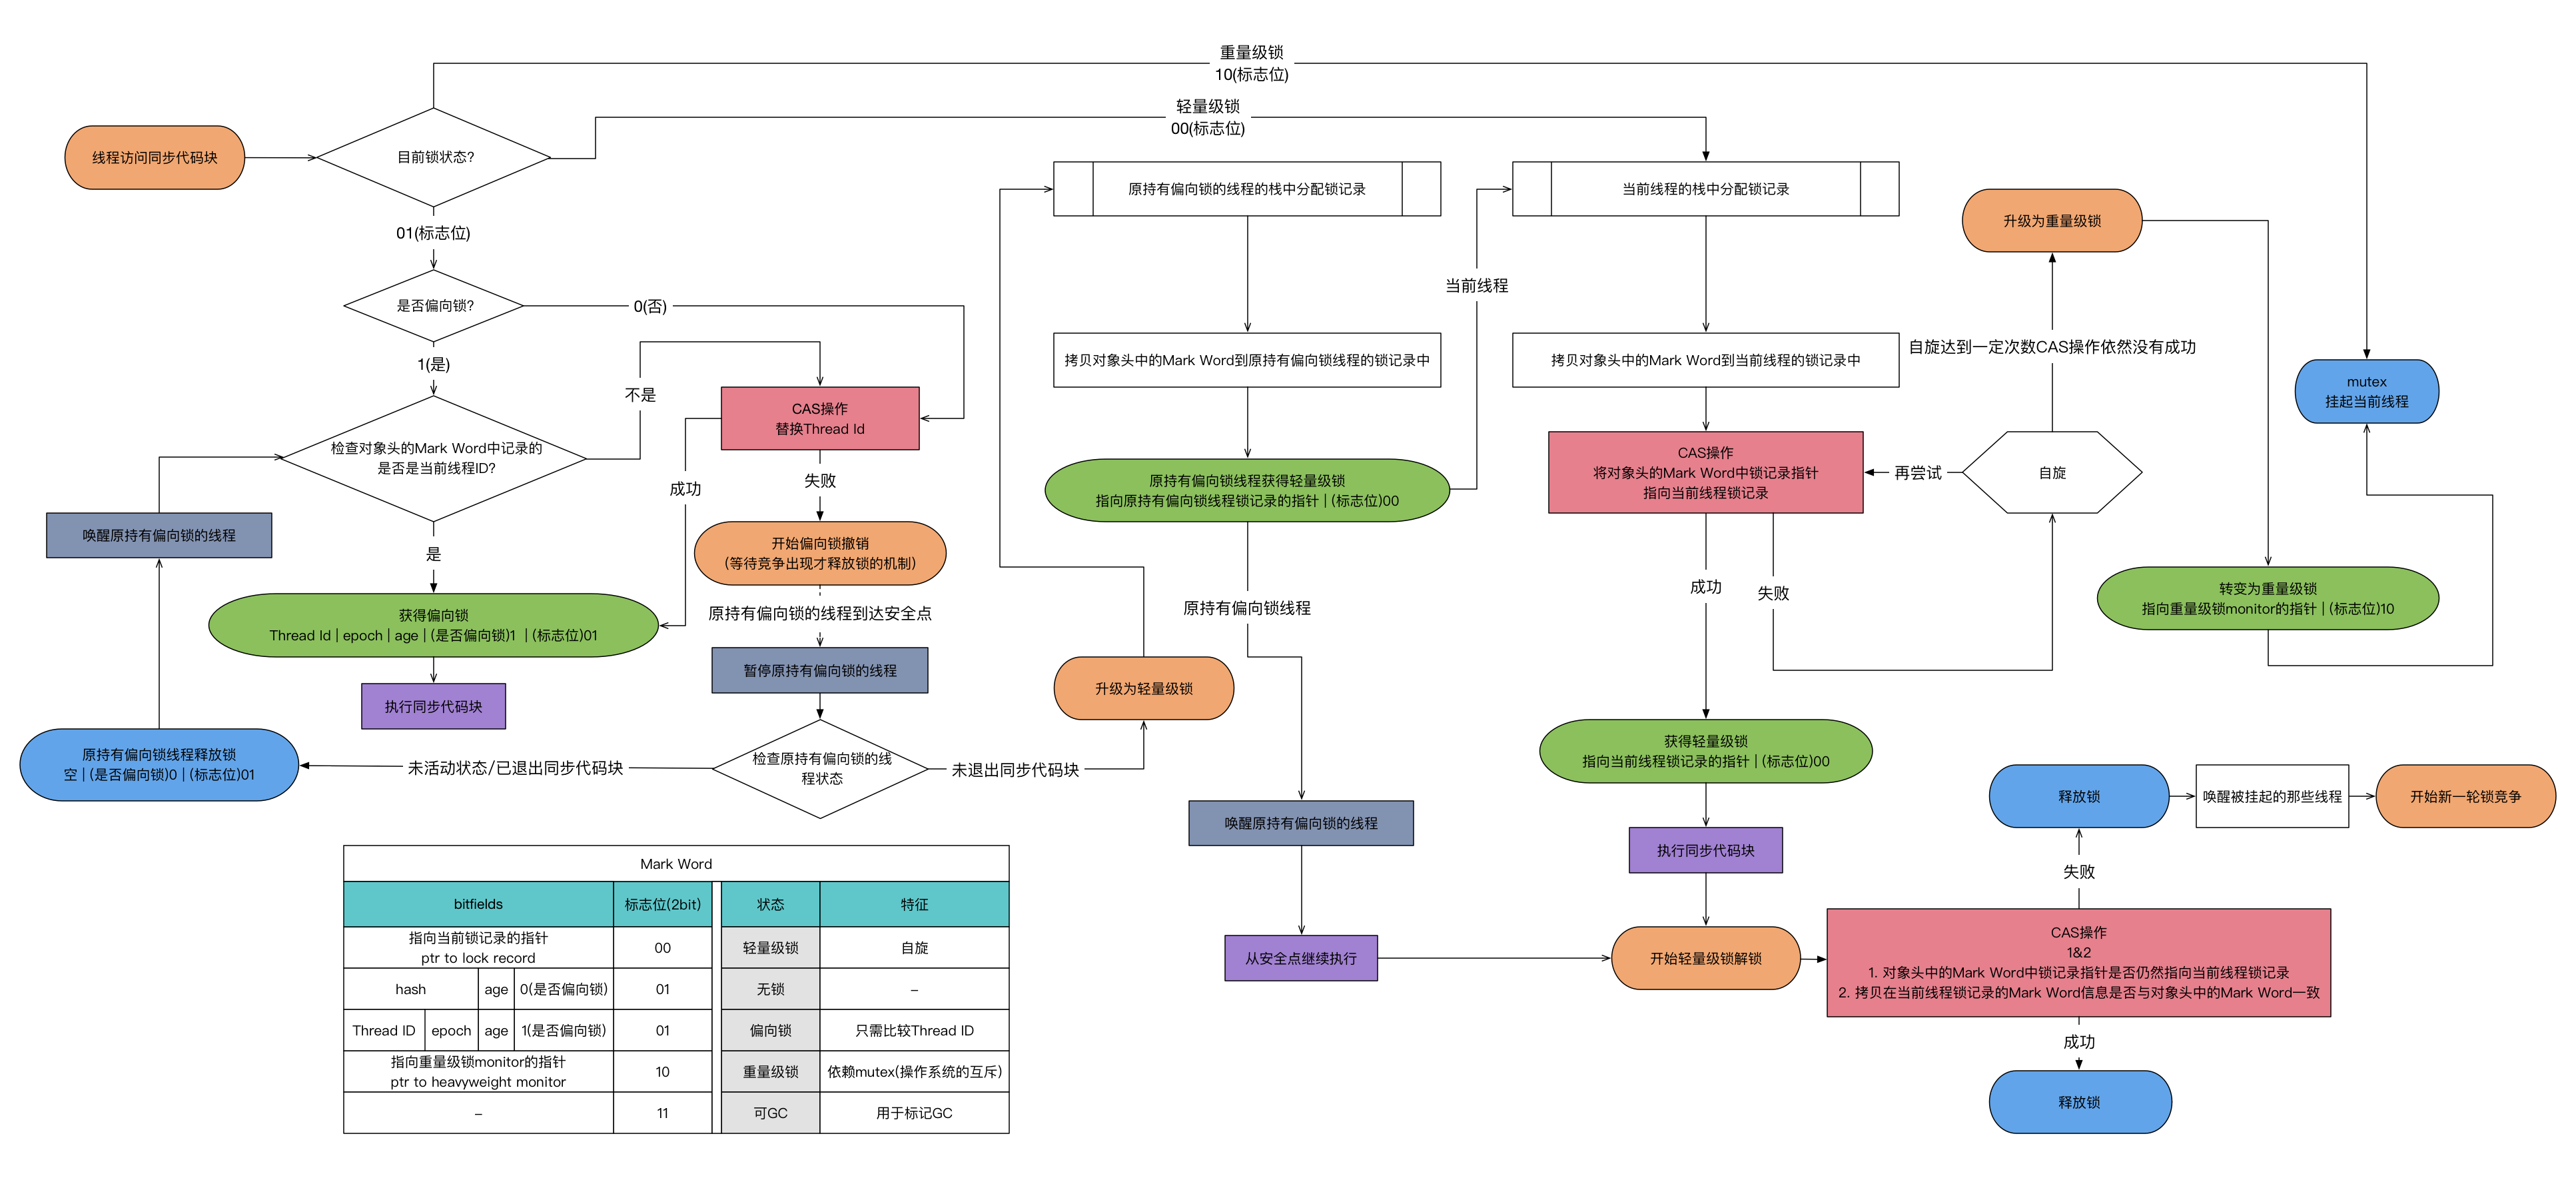 重量级锁
10(标志位)
轻量级锁
00(标志位)
线程访问同步代码块
目前锁状态?
原持有偏向锁的线程的栈中分配锁记录
当前线程的栈中分配锁记录
升级为重量级锁
01(标志位)
当前线程
是否偏向锁?
0(否)
自旋达到一定次数CAS操作依然没有成功
1(是)
拷贝对象头中的Mark Word到原持有偏向锁线程的锁记录中
拷贝对象头中的Mark Word到当前线程的锁记录中
mutex
挂起当前线程
不是
CAS操作
替换Thread Id
检查对象头的Mark Word中记录的
是否是当前线程ID?
成功
失败
原持有偏向锁线程获得轻量级锁
指向原持有偏向锁线程锁记录的指针 | (标志位)00
CAS操作
将对象头的Mark Word中锁记录指针
指向当前线程锁记录
再尝试
自旋
唤醒原持有偏向锁的线程
是
开始偏向锁撤销
(等待竞争出现才释放锁的机制)
成功
失败
转变为重量级锁
指向重量级锁monitor的指针 | (标志位)10
获得偏向锁
Thread Id | epoch | age | (是否偏向锁)1 | (标志位)01
原持有偏向锁的线程到达安全点
原持有偏向锁线程
暂停原持有偏向锁的线程
升级为轻量级锁
执行同步代码块
原持有偏向锁线程释放锁
空 | (是否偏向锁)0 | (标志位)01
未活动状态/已退出同步代码块
检查原持有偏向锁的线
程状态
未退出同步代码块
获得轻量级锁
指向当前线程锁记录的指针 | (标志位)00
释放锁
唤醒被挂起的那些线程
开始新一轮锁竞争
唤醒原持有偏向锁的线程
执行同步代码块
失败
从安全点继续执行
开始轻量级锁解锁
CAS操作
1&2
1. 对象头中的Mark Word中锁记录指针是否仍然指向当前线程锁记录
2. 拷贝在当前线程锁记录的Mark Word信息是否与对象头中的Mark Word一致
成功
释放锁
Mark Word
bitfields 标志位(2bit) 状态 特征
指向当前锁记录的指针
ptr to lock record 00 轻量级锁 自旋
hash age 0(是否偏向锁) 01 无锁 –
Thread ID epoch age 1(是否偏向锁) 01 偏向锁 只需比较Thread ID
指向重量级锁monitor的指针
ptr to heavyweight monitor 10 重量级锁 依赖mutex(操作系统的互斥)
– 11 可GC 用于标记GC